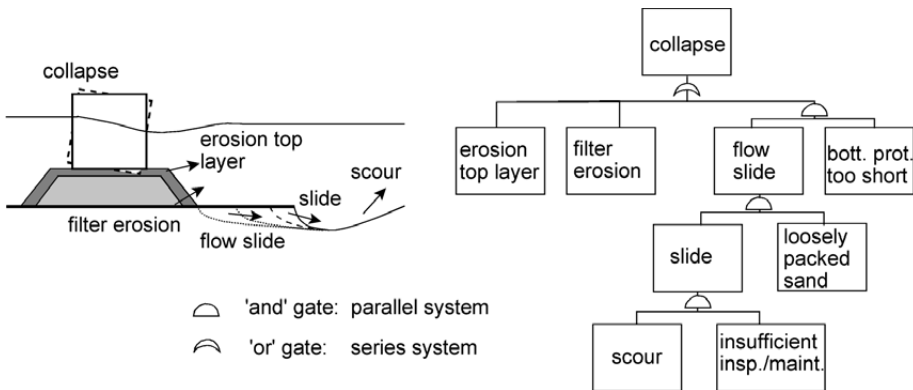 collapse
erosion top
layer
scour
slide
filter erosion
flow slide
'and' gate: parallel system
'or' gate: series system
collapse
erosion
top layer
filter
erosion
flow
slide
bott. prot.
too short
slide
loosely
packed
sand
scour
insufficient
insp./maint.